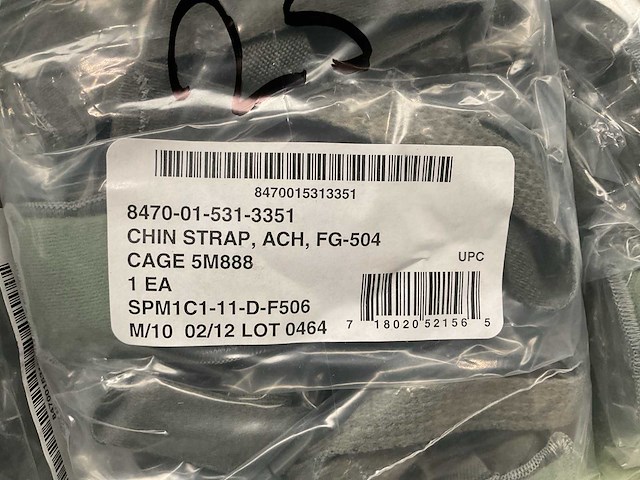 25
8470015313351
8470-01-531-3351
CHIN STRAP, ACH, FG-504
CAGE 5M888
UPC
1 EA
SPM1C1-11-D-F506
M/10 02/12 LOT 0464
7 18020 52156 5